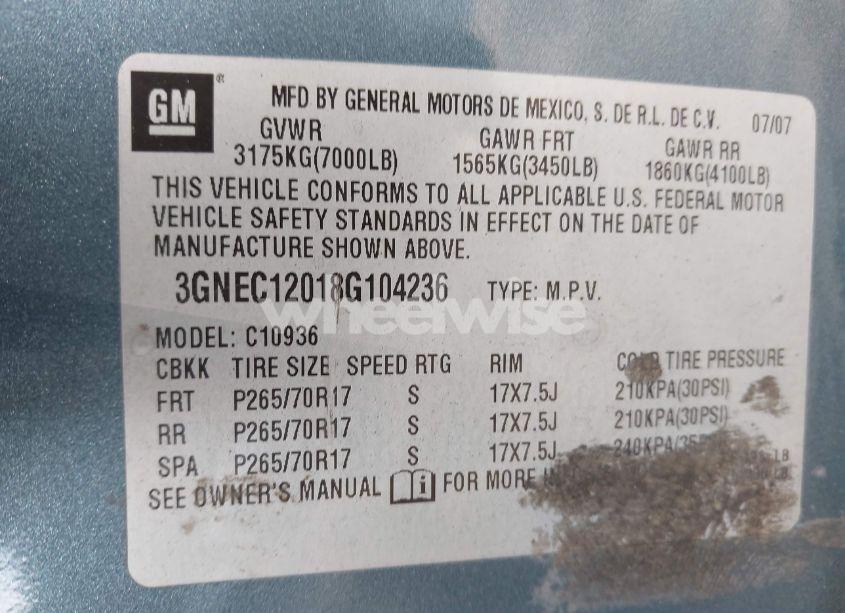 GM ®
MFD BY GENERAL MOTORS DE MEXICO, S. DE R.L. DE C.V. 07/07
GVWR GAWR FRT GAWR RR
3175KG(7000LB) 1565KG(3450LB) 1860KG(4100LB)
THIS VEHICLE CONFORMS TO ALL APPLICABLE U.S. FEDERAL MOTOR
VEHICLE SAFETY STANDARDS IN EFFECT ON THE DATE OF
MANUFACTURE SHOWN ABOVE.
3GNEC12018G104236 TYPE: M.P.V.
wheelwise
MODEL: C10936
CBKK TIRE SIZE SPEED RTG RIM COLD TIRE PRESSURE
FRT P265/70R17 S 17X7.5J 210KPA(30PSI)
RR P265/70R17 S 17X7.5J 210KPA(30PSI)
SPA P265/70R17 S 17X7.5J 240KPA(35
SEE OWNER'S MANUAL i FOR MORE